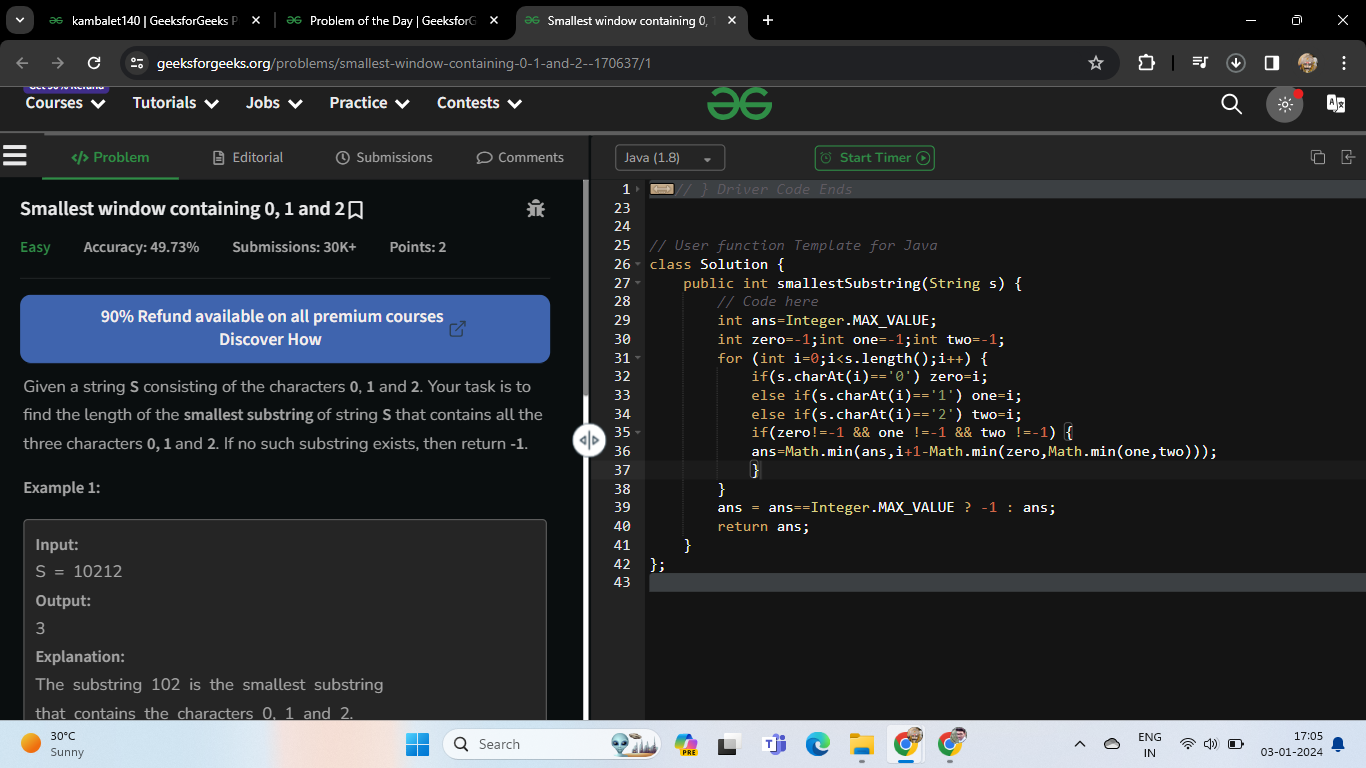 kambalet140 | GeeksforGeeks P
Problem of the Day | GeeksforG
Smallest window containing 0,
geeksforgeeks.org/problems/smallest-window-containing-0-1-and-2--170637/1
Get 90% Refund
Courses Tutorials Jobs Practice Contests
</> Problem Editorial Submissions Comments
Java (1.8) Start Timer
Smallest window containing 0, 1 and 2
Easy Accuracy: 49.73% Submissions: 30K+ Points: 2
90% Refund available on all premium courses
Discover How
Given a string S consisting of the characters 0, 1 and 2. Your task is to
find the length of the smallest substring of string S that contains all the
three characters 0, 1 and 2. If no such substring exists, then return -1.
Example 1:
Input:
S = 10212
Output:
3
Explanation:
The substring 102 is the smallest substring
that contains the characters 0, 1 and 2.
1 // } Driver Code Ends
23
24
25 // User function Template for Java
26 class Solution {
27 public int smallestSubstring(String s) {
28 // Code here
29 int ans=Integer.MAX_VALUE;
30 int zero=-1;int one=-1;int two=-1;
31 for (int i=0;i<s.length();i++) {
32 if(s.charAt(i)=='0') zero=i;
33 else if(s.charAt(i)=='1') one=i;
34 else if(s.charAt(i)=='2') two=i;
35 if(zero!=-1 && one !=-1 && two !=-1) {
36 ans=Math.min(ans,i+1-Math.min(zero,Math.min(one,two)));
37 }
38 }
39 ans = ans==Integer.MAX_VALUE ? -1 : ans;
40 return ans;
41 }
42 };
43
30°C
Sunny
Search
PRE
ENG
IN
17:05
03-01-2024